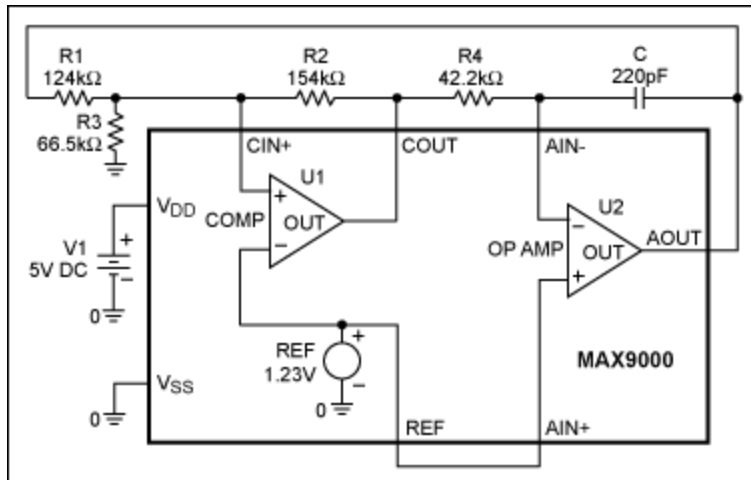 R1
124kΩ
R2
154kΩ
R4
42.2kΩ
C
220pF
R3
66.5kΩ
CIN+
COUT
AIN-
VDD
U1
+
COMP
OUT
−
U2
−
AOUT
OP AMP
OUT
+
V1
5V DC
+
−
0
REF
1.23V
+
−
0
MAX9000
VSS
0
REF
AIN+